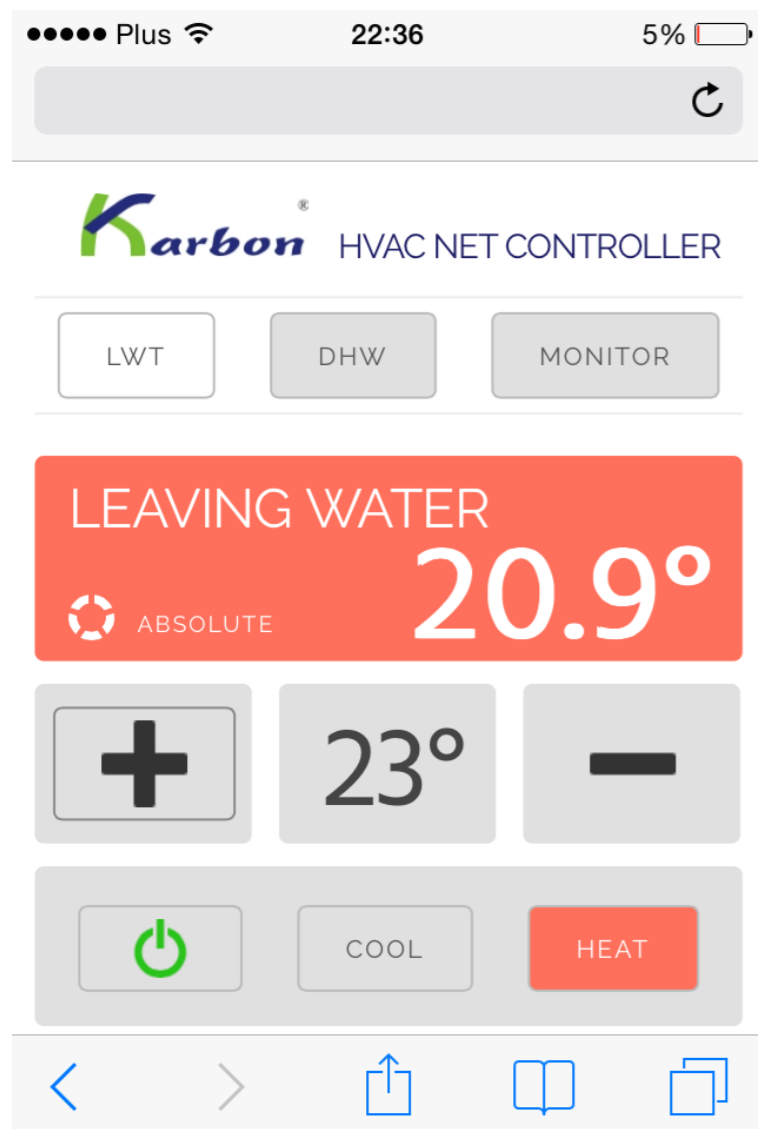 Plus 22:36 5%
Karbon® HVAC NET CONTROLLER
LWT DHW MONITOR
LEAVING WATER
20.9°
ABSOLUTE
23°
COOL HEAT